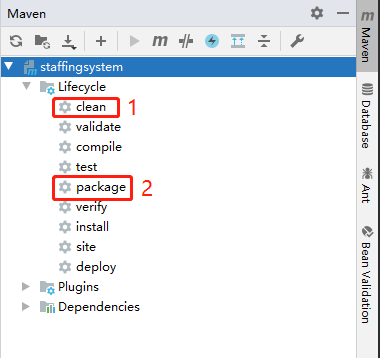 Maven
staffingsystem
Lifecycle
clean 1
validate
compile
test
package 2
verify
install
site
deploy
Plugins
Dependencies
m Maven
Database
Ant
Bean Validation